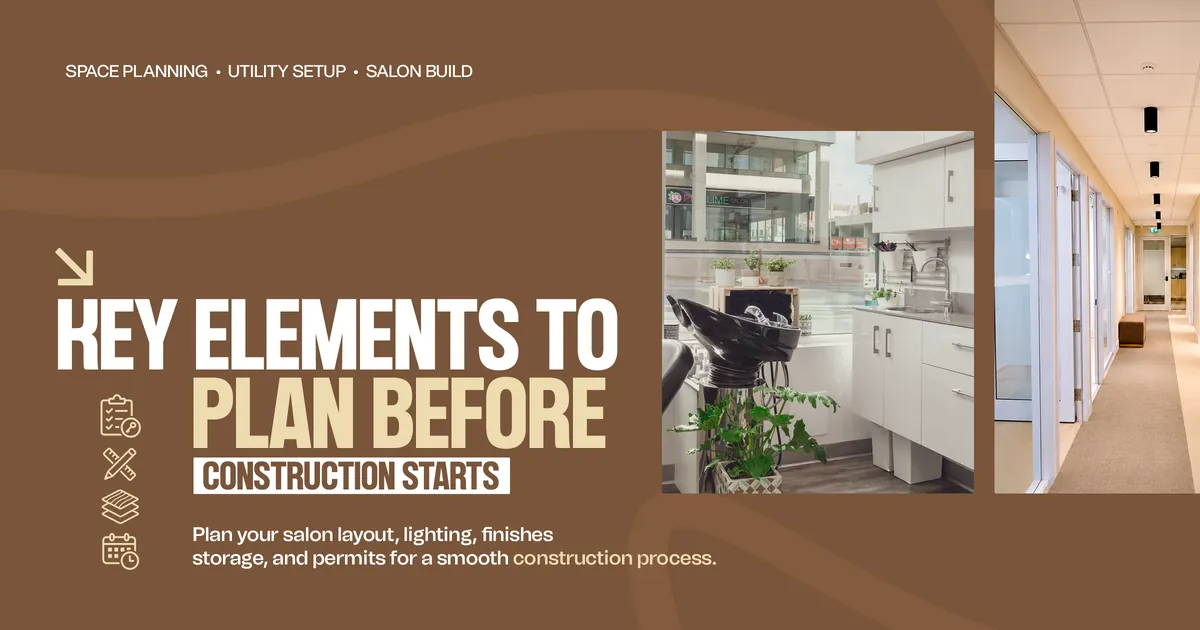 SPACE PLANNING • UTILITY SETUP • SALON BUILD
KEY ELEMENTS TO
PLAN BEFORE
CONSTRUCTION STARTS
Plan your salon layout, lighting, finishes
storage, and permits for a smooth construction process.